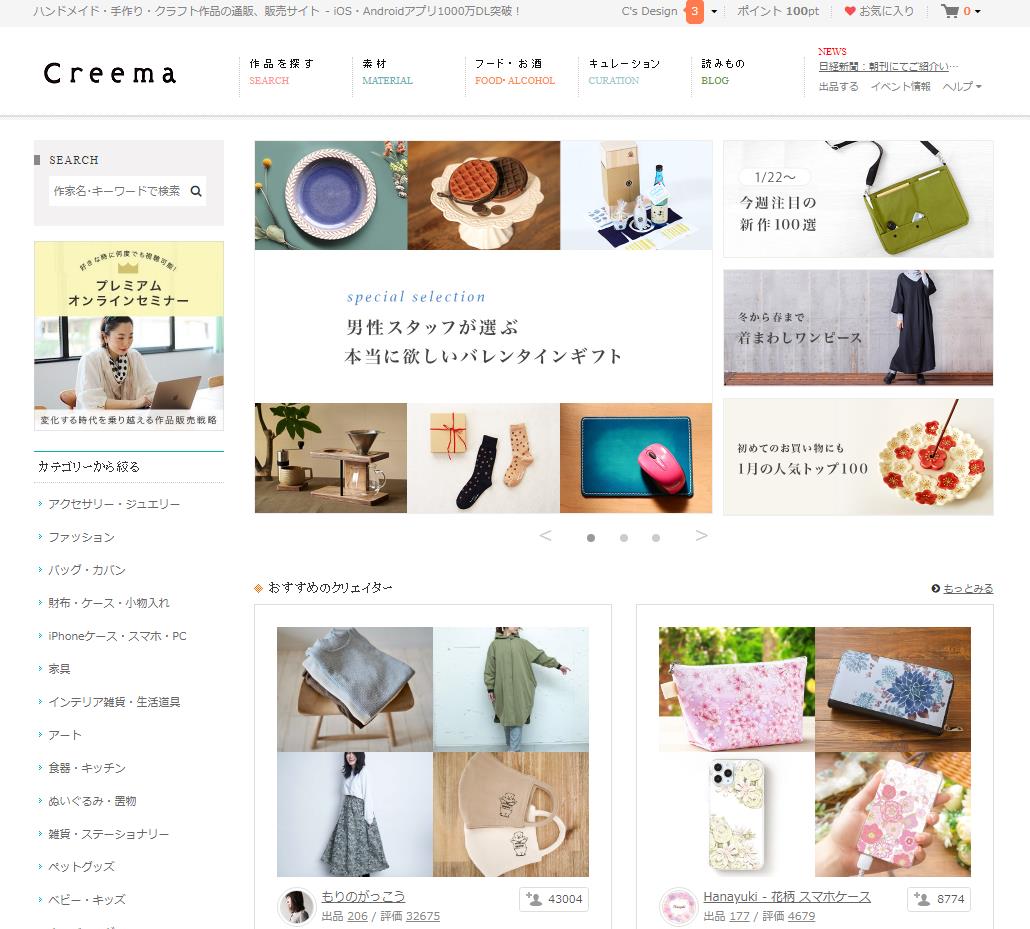 ハンドメイド・手作り・クラフト作品の通販、販売サイト - iOS・Androidアプリ1000万DL突破！
C's Design 3
ポイント 100pt
お気に入り
0
Creema
作品を探す
SEARCH
素材
MATERIAL
フード・お酒
FOOD・ALCOHOL
キュレーション
CURATION
読みもの
BLOG
NEWS
日経新聞：朝刊にてご紹介い…
出品する イベント情報 ヘルプ
SEARCH
作家名・キーワードで検索
好きな時に何度でも視聴可能!
プレミアム
オンラインセミナー
変化する時代を乗り越える作品販売戦略
カテゴリーから絞る
アクセサリー・ジュエリー
ファッション
バッグ・カバン
財布・ケース・小物入れ
iPhoneケース・スマホ・PC
家具
インテリア雑貨・生活道具
アート
食器・キッチン
ぬいぐるみ・置物
雑貨・ステーショナリー
ペットグッズ
ベビー・キッズ
special selection
男性スタッフが選ぶ
本当に欲しいバレンタインギフト
< >
1/22〜
今週注目の
新作100選
冬から春まで
着まわしワンピース
初めてのお買い物にも
1月の人気トップ100
おすすめのクリエイター
もっとみる
もりのがっこう
出品 206 / 評価 32675
43004
Hanayuki - 花柄 スマホケース
出品 177 / 評価 4679
8774